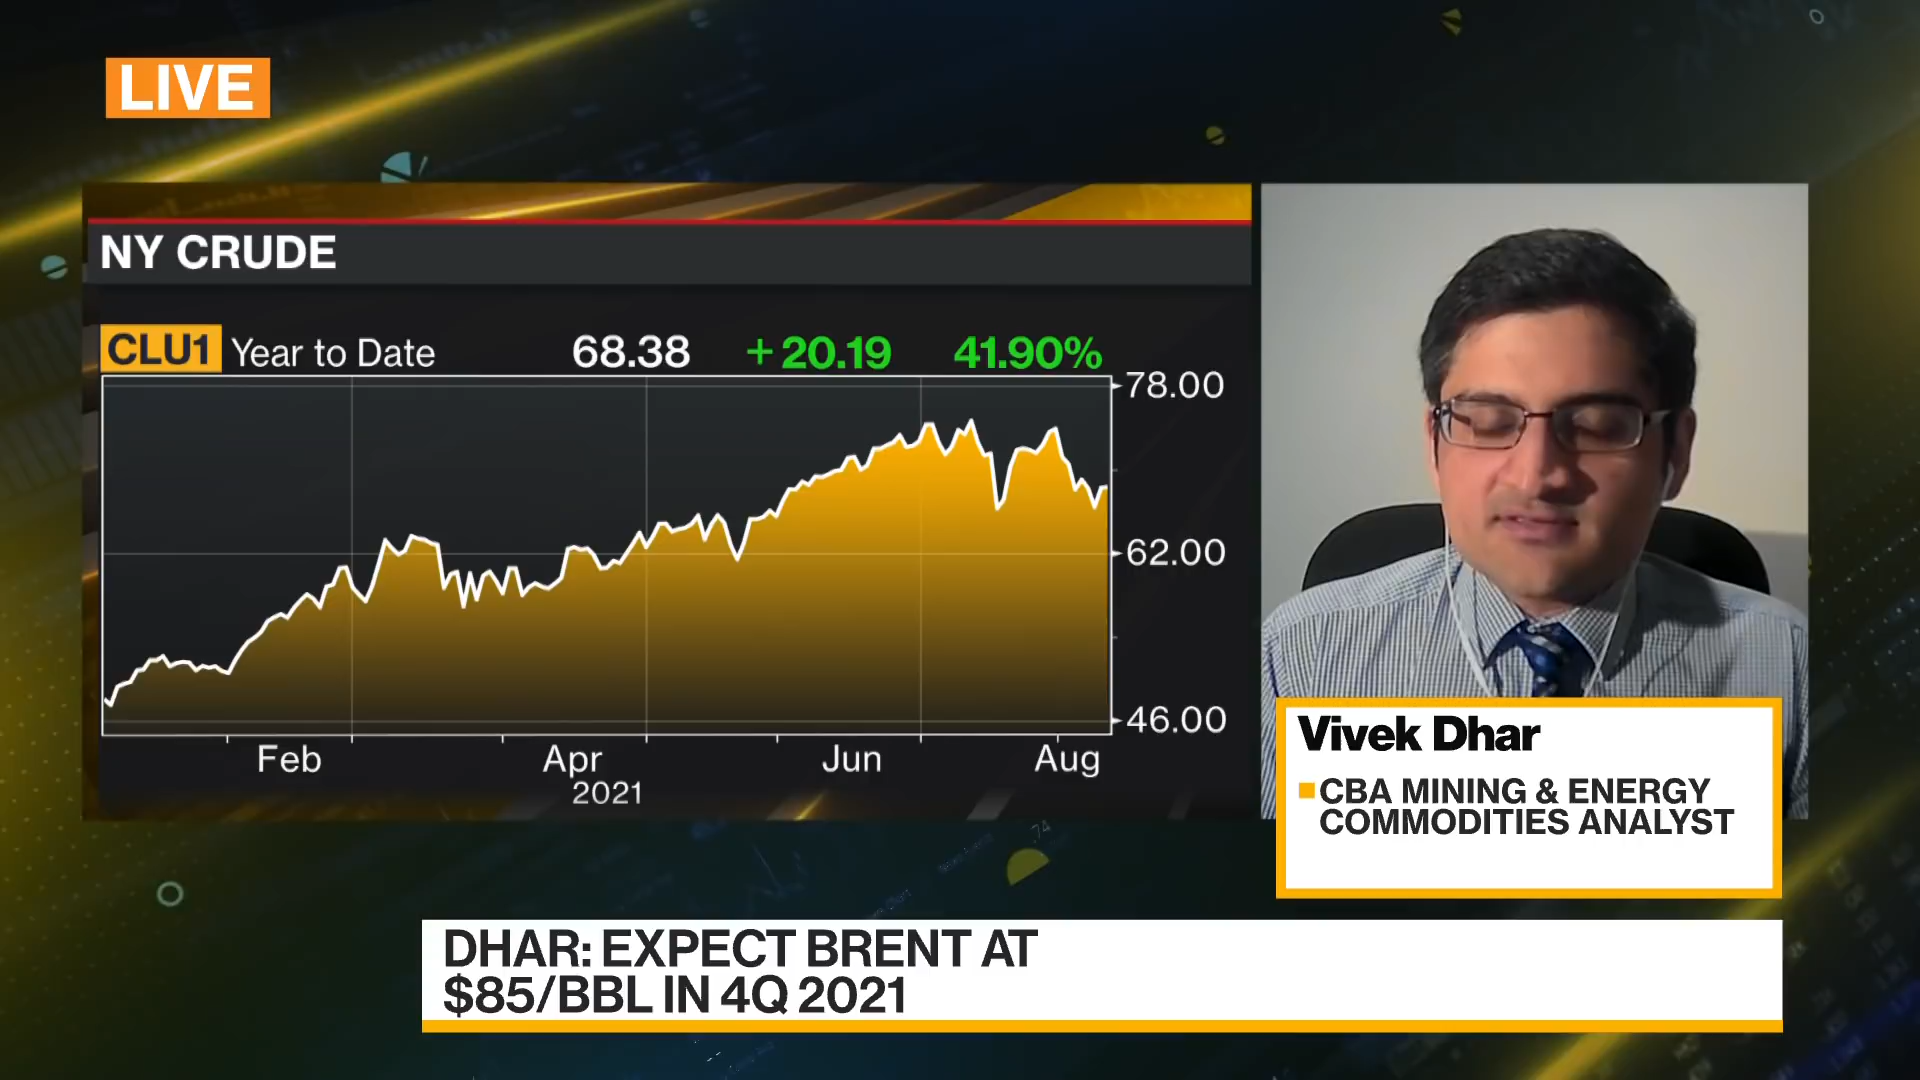 LIVE
NY CRUDE
CLU1 Year to Date 68.38 +20.19 41.90%
78.00
62.00
46.00
Feb Apr Jun Aug
2021
Vivek Dhar
CBA MINING & ENERGY
COMMODITIES ANALYST
DHAR: EXPECT BRENT AT
$85/BBL IN 4Q 2021